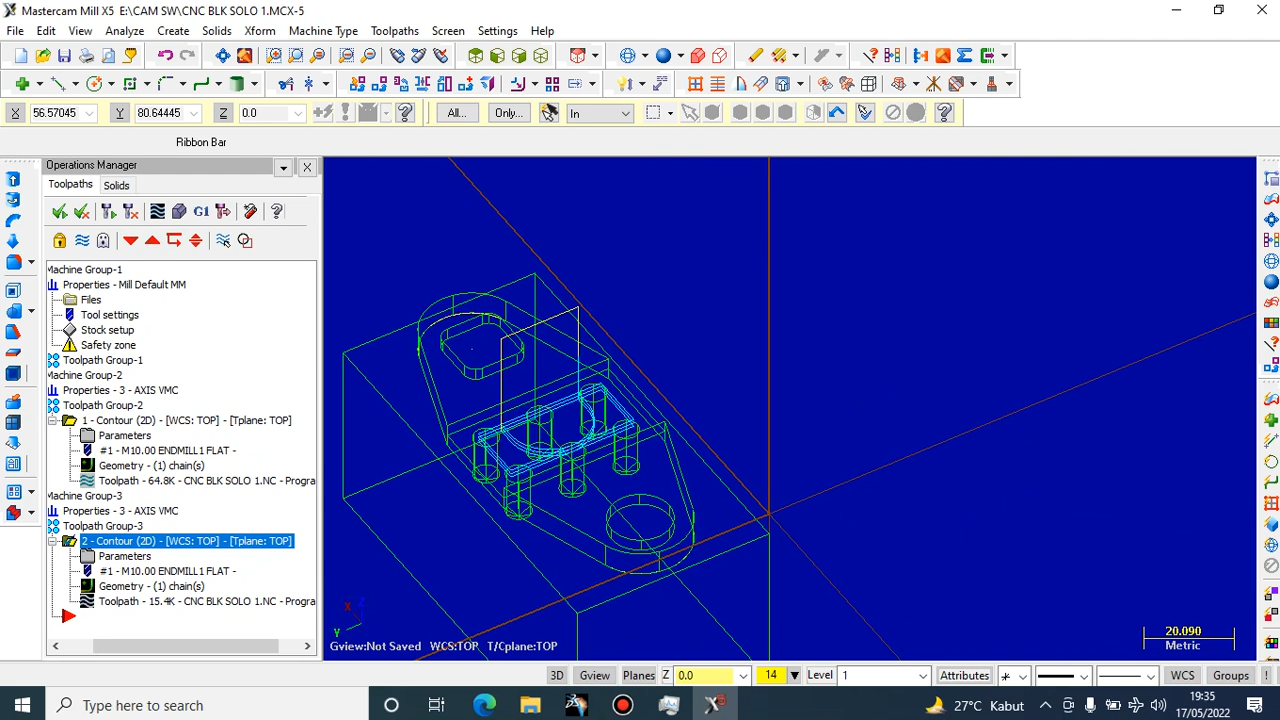 Mastercam Mill X5 E:\CAM SW\CNC BLK SOLO 1.MCX-5
File Edit View Analyze Create Solids Xform Machine Type Toolpaths Screen Settings Help
G1
X 56.57045 Y 80.64445 Z 0.0 All... Only... In
Ribbon Bar
Operations Manager
Toolpaths Solids
G1
Machine Group-1
Properties - Mill Default MM
Files
Tool settings
Stock setup
Safety zone
Toolpath Group-1
Machine Group-2
Properties - 3 - AXIS VMC
Toolpath Group-2
1 - Contour (2D) - [WCS: TOP] - [Tplane: TOP]
Parameters
#1 - M10.00 ENDMILL1 FLAT -
Geometry - (1) chain(s)
Toolpath - 64.8K - CNC BLK SOLO 1.NC - Progra
Machine Group-3
Properties - 3 - AXIS VMC
Toolpath Group-3
2 - Contour (2D) - [WCS: TOP] - [Tplane: TOP]
Parameters
#1 - M10.00 ENDMILL1 FLAT -
Geometry - (1) chain(s)
Toolpath - 15.4K - CNC BLK SOLO 1.NC - Progra
X
Y
Gview:Not Saved WCS:TOP T/Cplane:TOP
20.090
Metric
3D Gview Planes Z 0.0 14 Level 1 Attributes WCS Groups !
Type here to search
27°C Kabut
19:35
17/05/2022